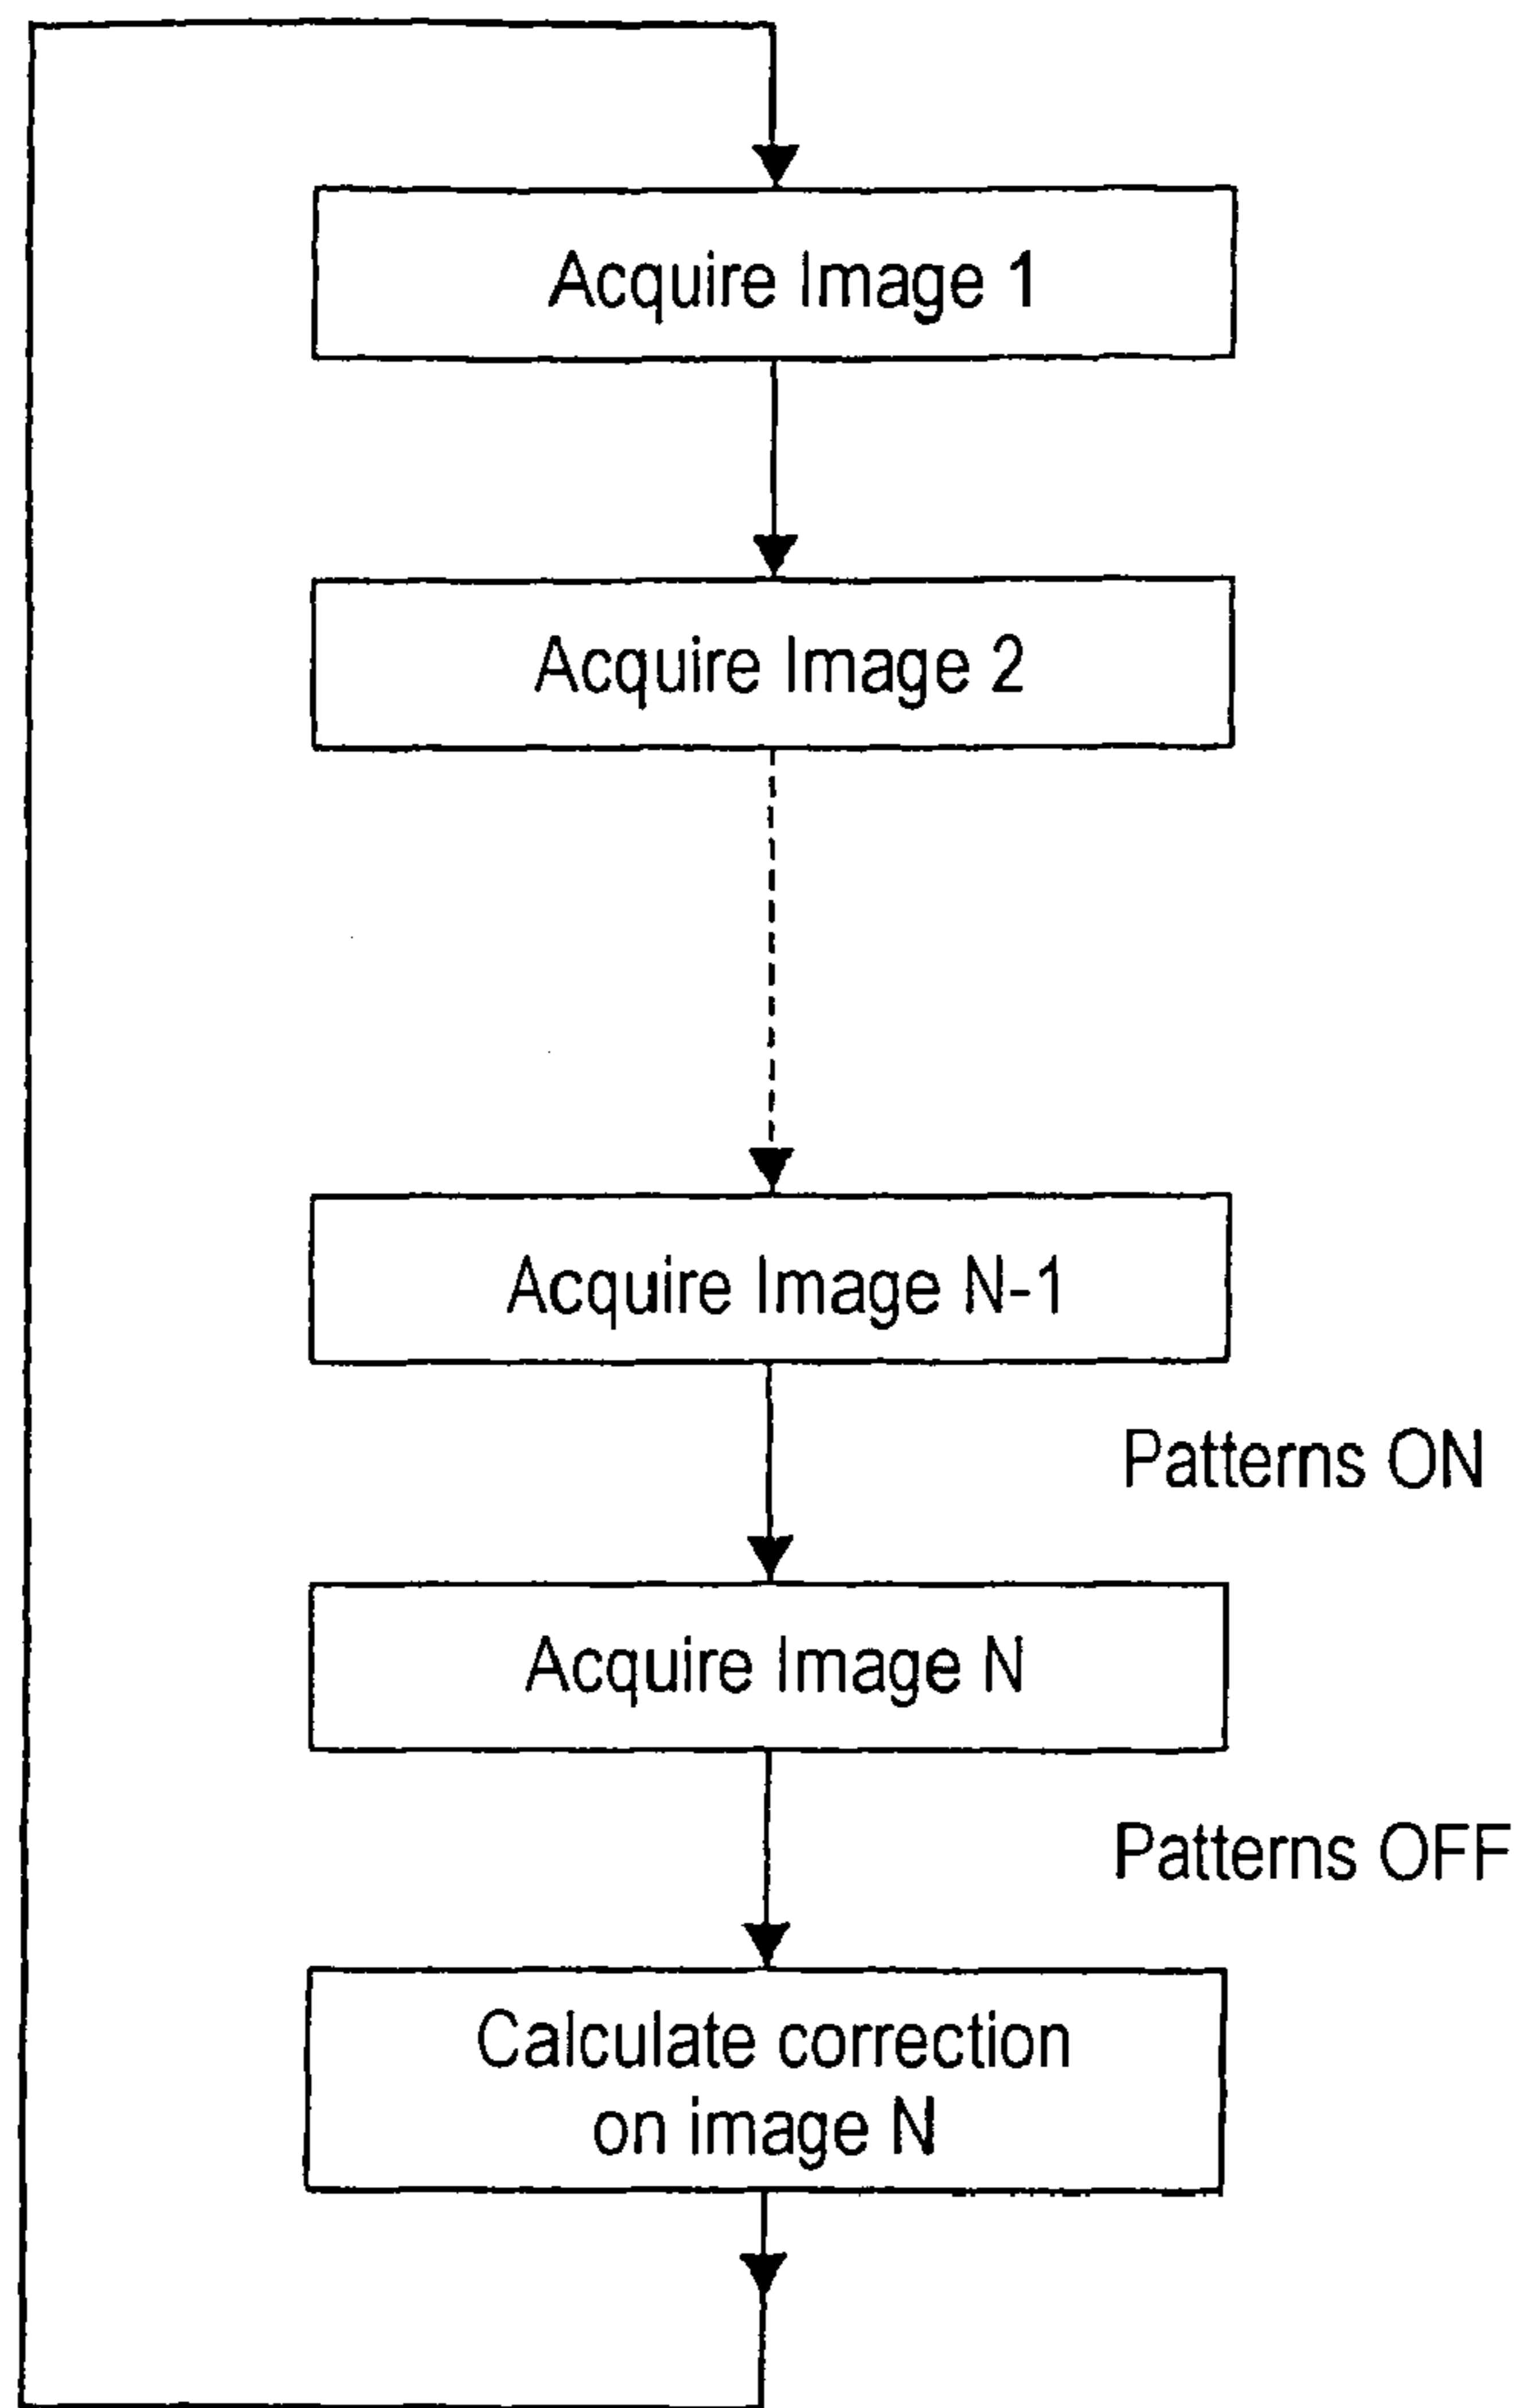 Acquire Image 1
Acquire Image 2
Acquire Image N-1
Patterns ON
Acquire Image N
Patterns OFF
Calculate correction
on image N